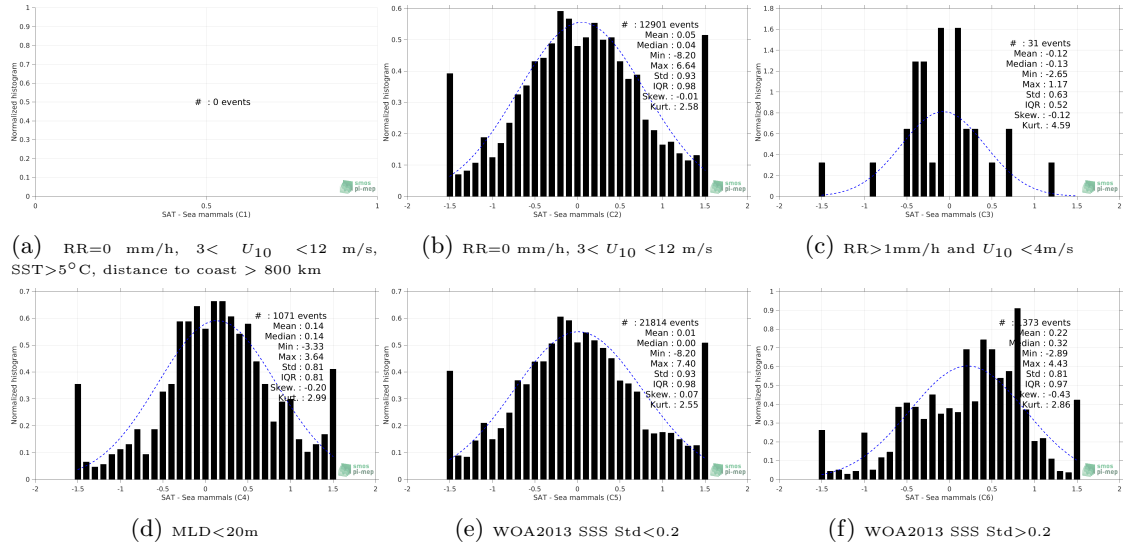 1
0.9
0.8
0.7
0.6
0.5
0.4
0.3
0.2
0.1
0
Normalized histogram
# : 0 events
smos
pi-mep
0 0.5 1
SAT - Sea mammals (C1)
0.6
0.5
0.4
0.3
0.2
0.1
0
Normalized histogram
# : 12901 events
Mean : 0.05
Median : 0.04
Min : -8.20
Max : 6.64
Std : 0.93
IQR : 0.98
Skew. : -0.01
Kurt. : 2.58
smos
pi-mep
-2 -1.5 -1 -0.5 0 0.5 1 1.5 2
SAT - Sea mammals (C2)
1.8
1.6
1.4
1.2
1
0.8
0.6
0.4
0.2
0
Normalized histogram
# : 31 events
Mean : -0.12
Median : -0.13
Min : -2.65
Max : 1.17
Std : 0.63
IQR : 0.52
Skew. : -0.12
Kurt. : 4.59
smos
pi-mep
-2 -1.5 -1 -0.5 0 0.5 1 1.5 2
SAT - Sea mammals (C3)
(a) RR=0 mm/h, 3< U10 <12 m/s,
SST>5°C, distance to coast > 800 km
(b) RR=0 mm/h, 3< U10 <12 m/s
(c) RR>1mm/h and U10 <4m/s
0.7
0.6
0.5
0.4
0.3
0.2
0.1
0
Normalized histogram
# : 1071 events
Mean : 0.14
Median : 0.14
Min : -3.33
Max : 3.64
Std : 0.81
IQR : 0.81
Skew. : -0.20
Kurt. : 2.99
smos
pi-mep
-2 -1.5 -1 -0.5 0 0.5 1 1.5 2
SAT - Sea mammals (C4)
0.7
0.6
0.5
0.4
0.3
0.2
0.1
0
Normalized histogram
# : 21814 events
Mean : 0.01
Median : 0.00
Min : -8.20
Max : 7.40
Std : 0.93
IQR : 0.98
Skew. : 0.07
Kurt. : 2.55
smos
pi-mep
-2 -1.5 -1 -0.5 0 0.5 1 1.5 2
SAT - Sea mammals (C5)
1
0.9
0.8
0.7
0.6
0.5
0.4
0.3
0.2
0.1
0
Normalized histogram
# : 1373 events
Mean : 0.22
Median : 0.32
Min : -2.89
Max : 4.43
Std : 0.81
IQR : 0.97
Skew. : -0.43
Kurt. : 2.86
smos
pi-mep
-2 -1.5 -1 -0.5 0 0.5 1 1.5 2
SAT - Sea mammals (C6)
(d) MLD<20m
(e) WOA2013 SSS Std<0.2
(f) WOA2013 SSS Std>0.2